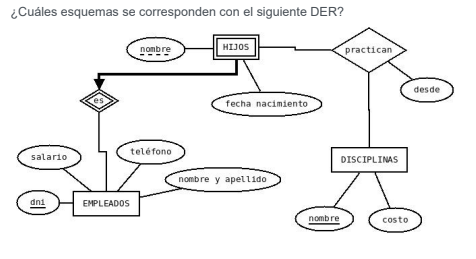 ¿Cuáles esquemas se corresponden con el siguiente DER?
nombre
HIJOS
practican
es
fecha nacimiento
desde
salario
teléfono
nombre y apellido
DISCIPLINAS
dni
EMPLEADOS
nombre
costo